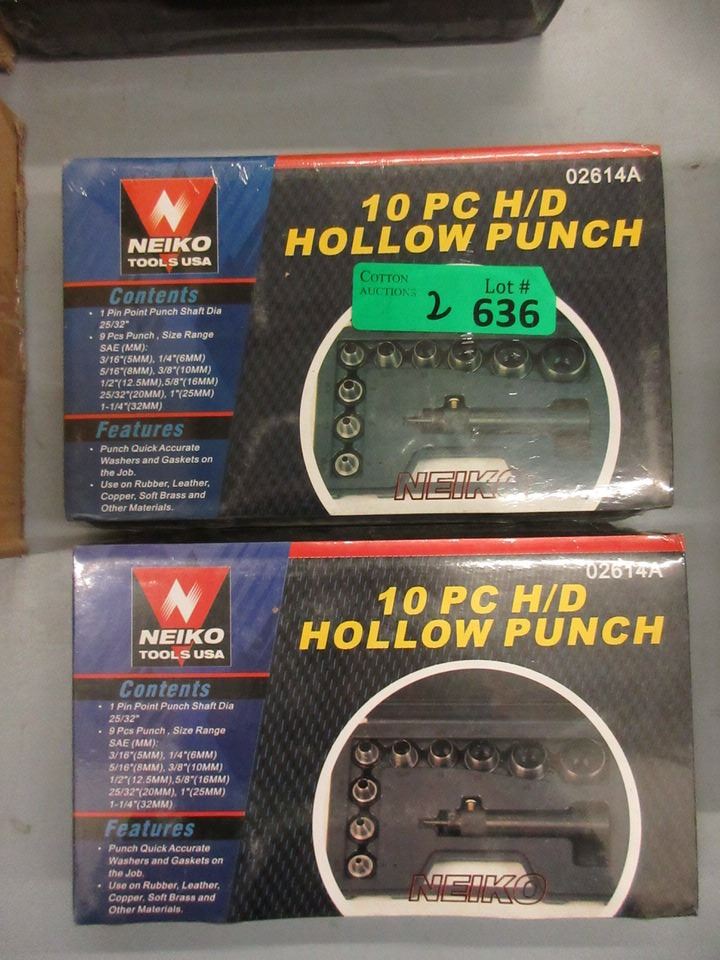 02614A
10 PC H/D
HOLLOW PUNCH
NEIKO
TOOLS USA
COTTON
AUCTIONS
2
Lot #
636
Contents
• 1 Pin Point Punch Shaft Dia
25/32"
• 9 Pcs Punch , Size Range
SAE (MM):
3/16"(5MM), 1/4"(6MM)
5/16"(8MM), 3/8"(10MM)
1/2"(12.5MM),5/8"(16MM)
25/32"(20MM), 1"(25MM)
1-1/4"(32MM)
Features
• Punch Quick Accurate
Washers and Gaskets on
the Job.
• Use on Rubber, Leather,
Copper, Soft Brass and
Other Materials.
NEIKO
02614A
10 PC H/D
HOLLOW PUNCH
NEIKO
TOOLS USA
Contents
• 1 Pin Point Punch Shaft Dia
25/32"
• 9 Pcs Punch , Size Range
SAE (MM):
3/16"(5MM), 1/4"(6MM)
5/16"(8MM), 3/8"(10MM)
1/2"(12.5MM),5/8"(16MM)
25/32"(20MM), 1"(25MM)
1-1/4"(32MM)
Features
• Punch Quick Accurate
Washers and Gaskets on
the Job.
• Use on Rubber, Leather,
Copper, Soft Brass and
Other Materials.
NEIKO